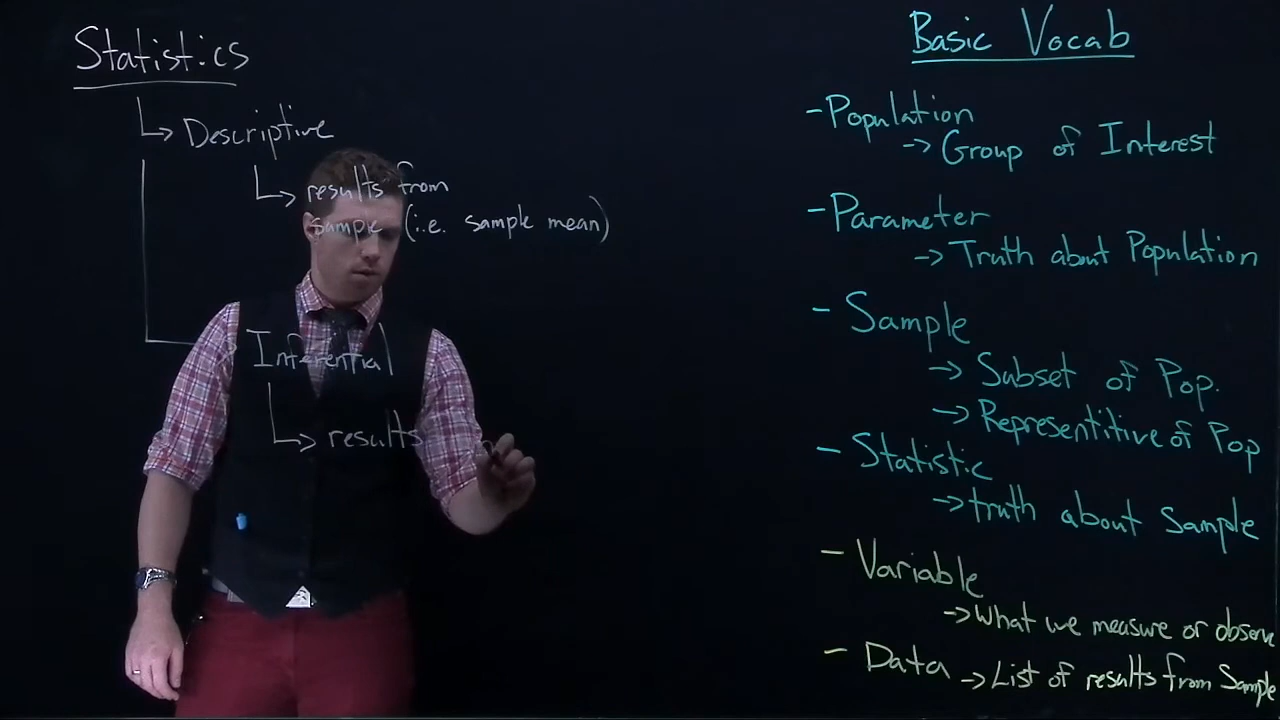 Statistics
Descriptive
results from
sample (i.e. sample mean)
Inferential
results
Basic Vocab
- Population
→ Group of Interest
- Parameter
→ Truth about Population
- Sample
→ Subset of Pop.
→ Representitive of Pop
- Statistic
→ truth about Sample
- Variable
→ What we measure or observe
- Data → List of results from Sample